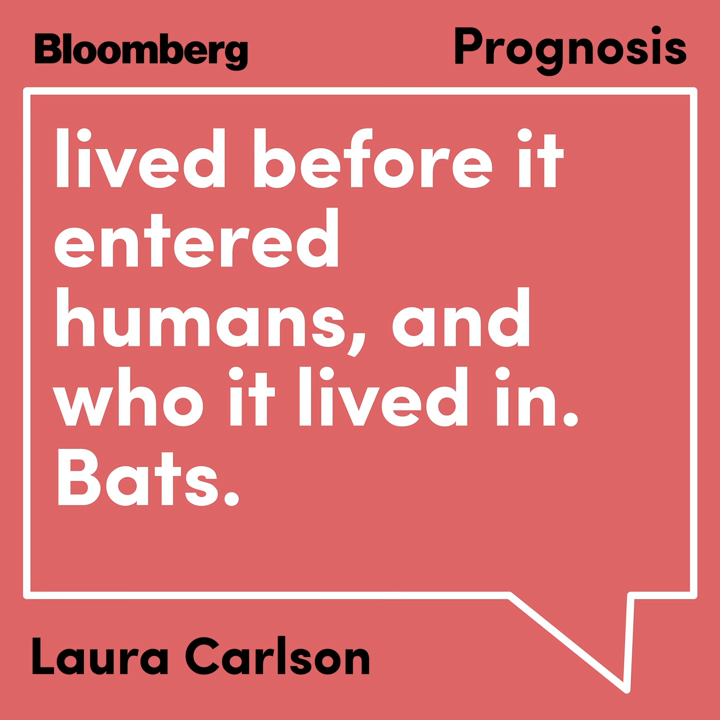 Bloomberg
Prognosis
lived before it
entered
humans, and
who it lived in.
Bats.
Laura Carlson